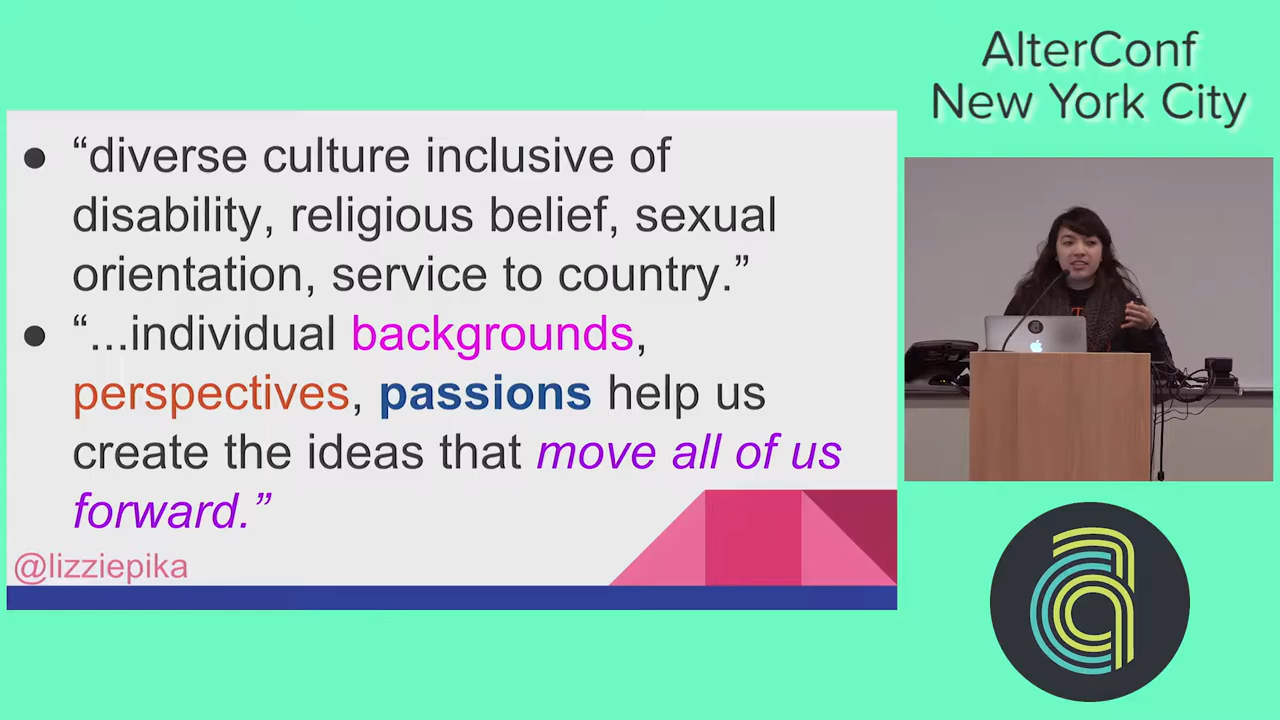 AlterConf
New York City
● “diverse culture inclusive of
disability, religious belief, sexual
orientation, service to country.”
● “...individual backgrounds,
perspectives, passions help us
create the ideas that move all of us
forward.”
@lizziepika